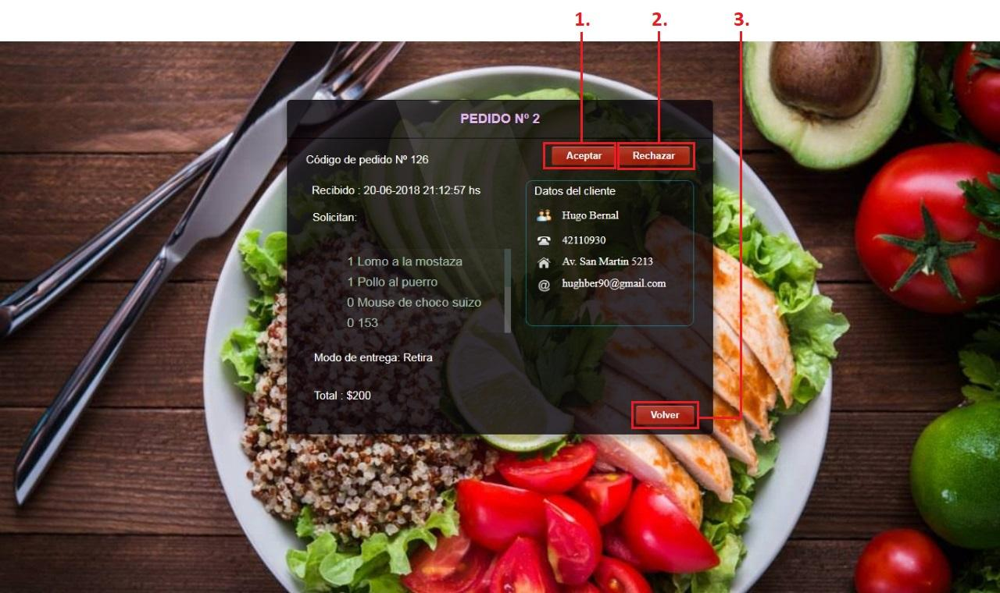 1. 2. 3.
PEDIDO Nº 2
Aceptar Rechazar
Código de pedido Nº 126
Recibido : 20-06-2018 21:12:57 hs
Solicitan:
1 Lomo a la mostaza
1 Pollo al puerro
0 Mouse de choco suizo
0 153
Modo de entrega: Retira
Total : $200
Datos del cliente
Hugo Bernal
42110930
Av. San Martin 5213
@ hughber90@gmail.com
Volver